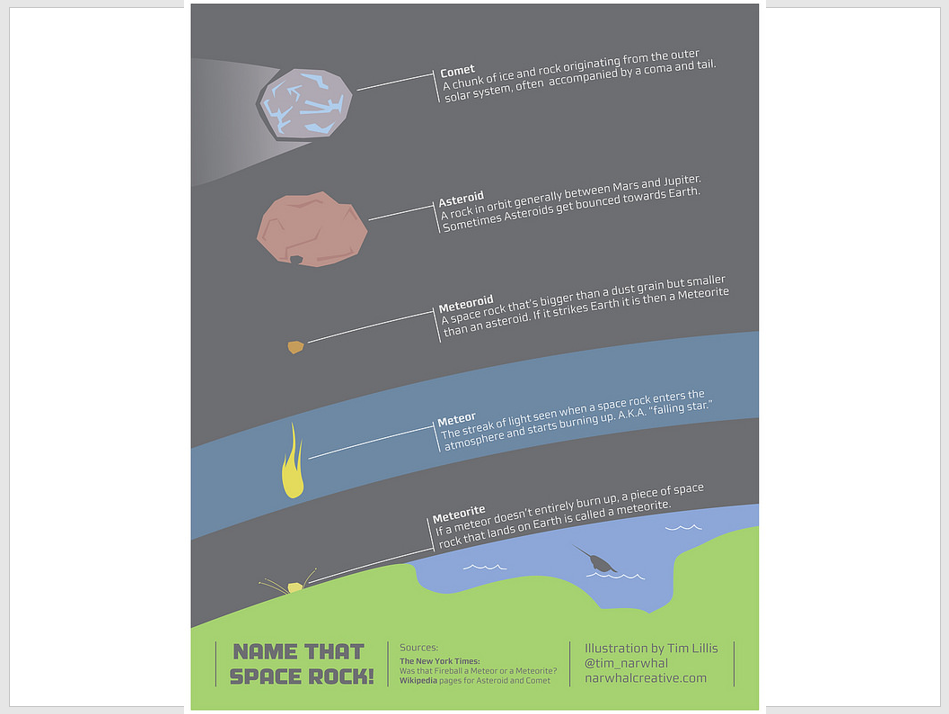 Comet
A chunk of ice and rock originating from the outer
solar system, often accompanied by a coma and tail.
Asteroid
A rock in orbit generally between Mars and Jupiter.
Sometimes Asteroids get bounced towards Earth.
Meteoroid
A space rock that's bigger than a dust grain but smaller
than an asteroid. If it strikes Earth it is then a Meteorite
Meteor
The streak of light seen when a space rock enters the
atmosphere and starts burning up. A.K.A. "falling star."
Meteorite
If a meteor doesn't entirely burn up, a piece of space
rock that lands on Earth is called a meteorite.
NAME THAT
SPACE ROCK!
Sources:
The New York Times:
Was that Fireball a Meteor or a Meteorite?
Wikipedia pages for Asteroid and Comet
Illustration by Tim Lillis
@tim_narwhal
narwhalcreative.com